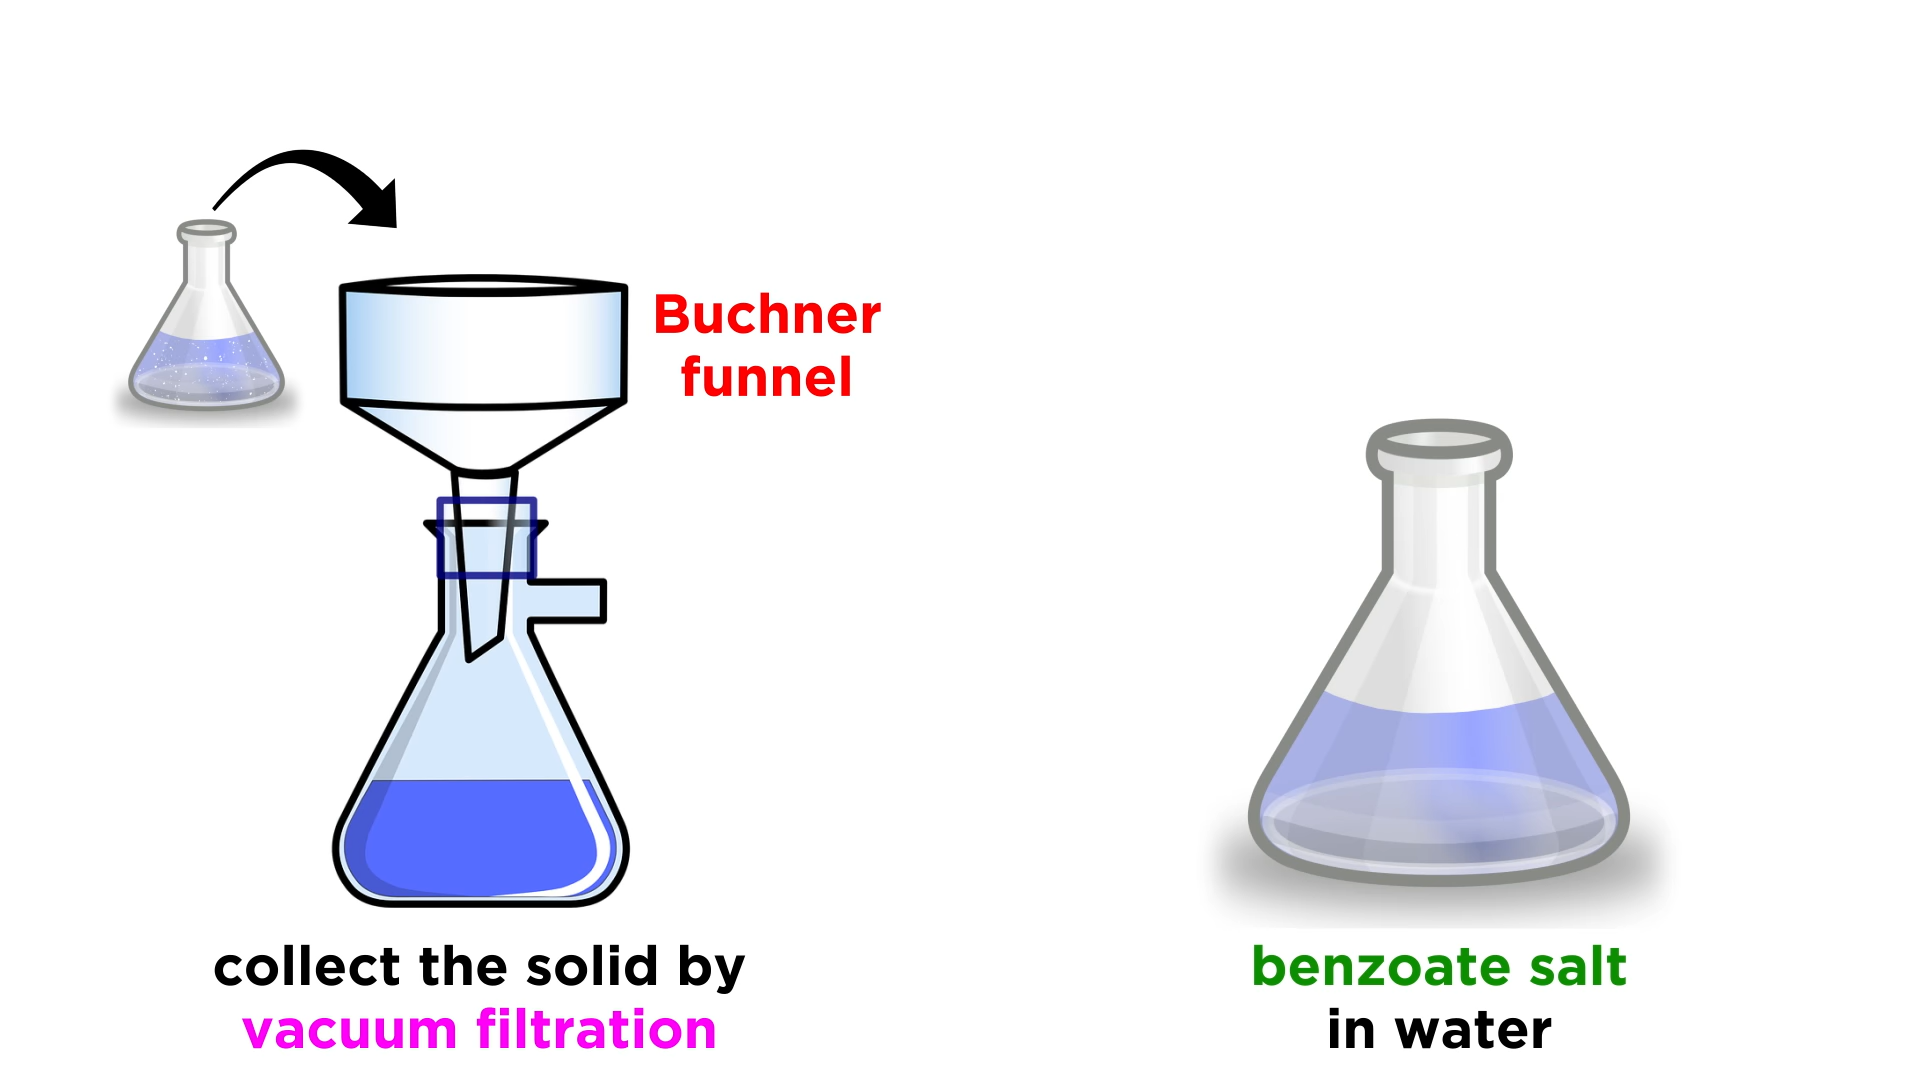 Buchner
funnel
collect the solid by
vacuum filtration
benzoate salt
in water